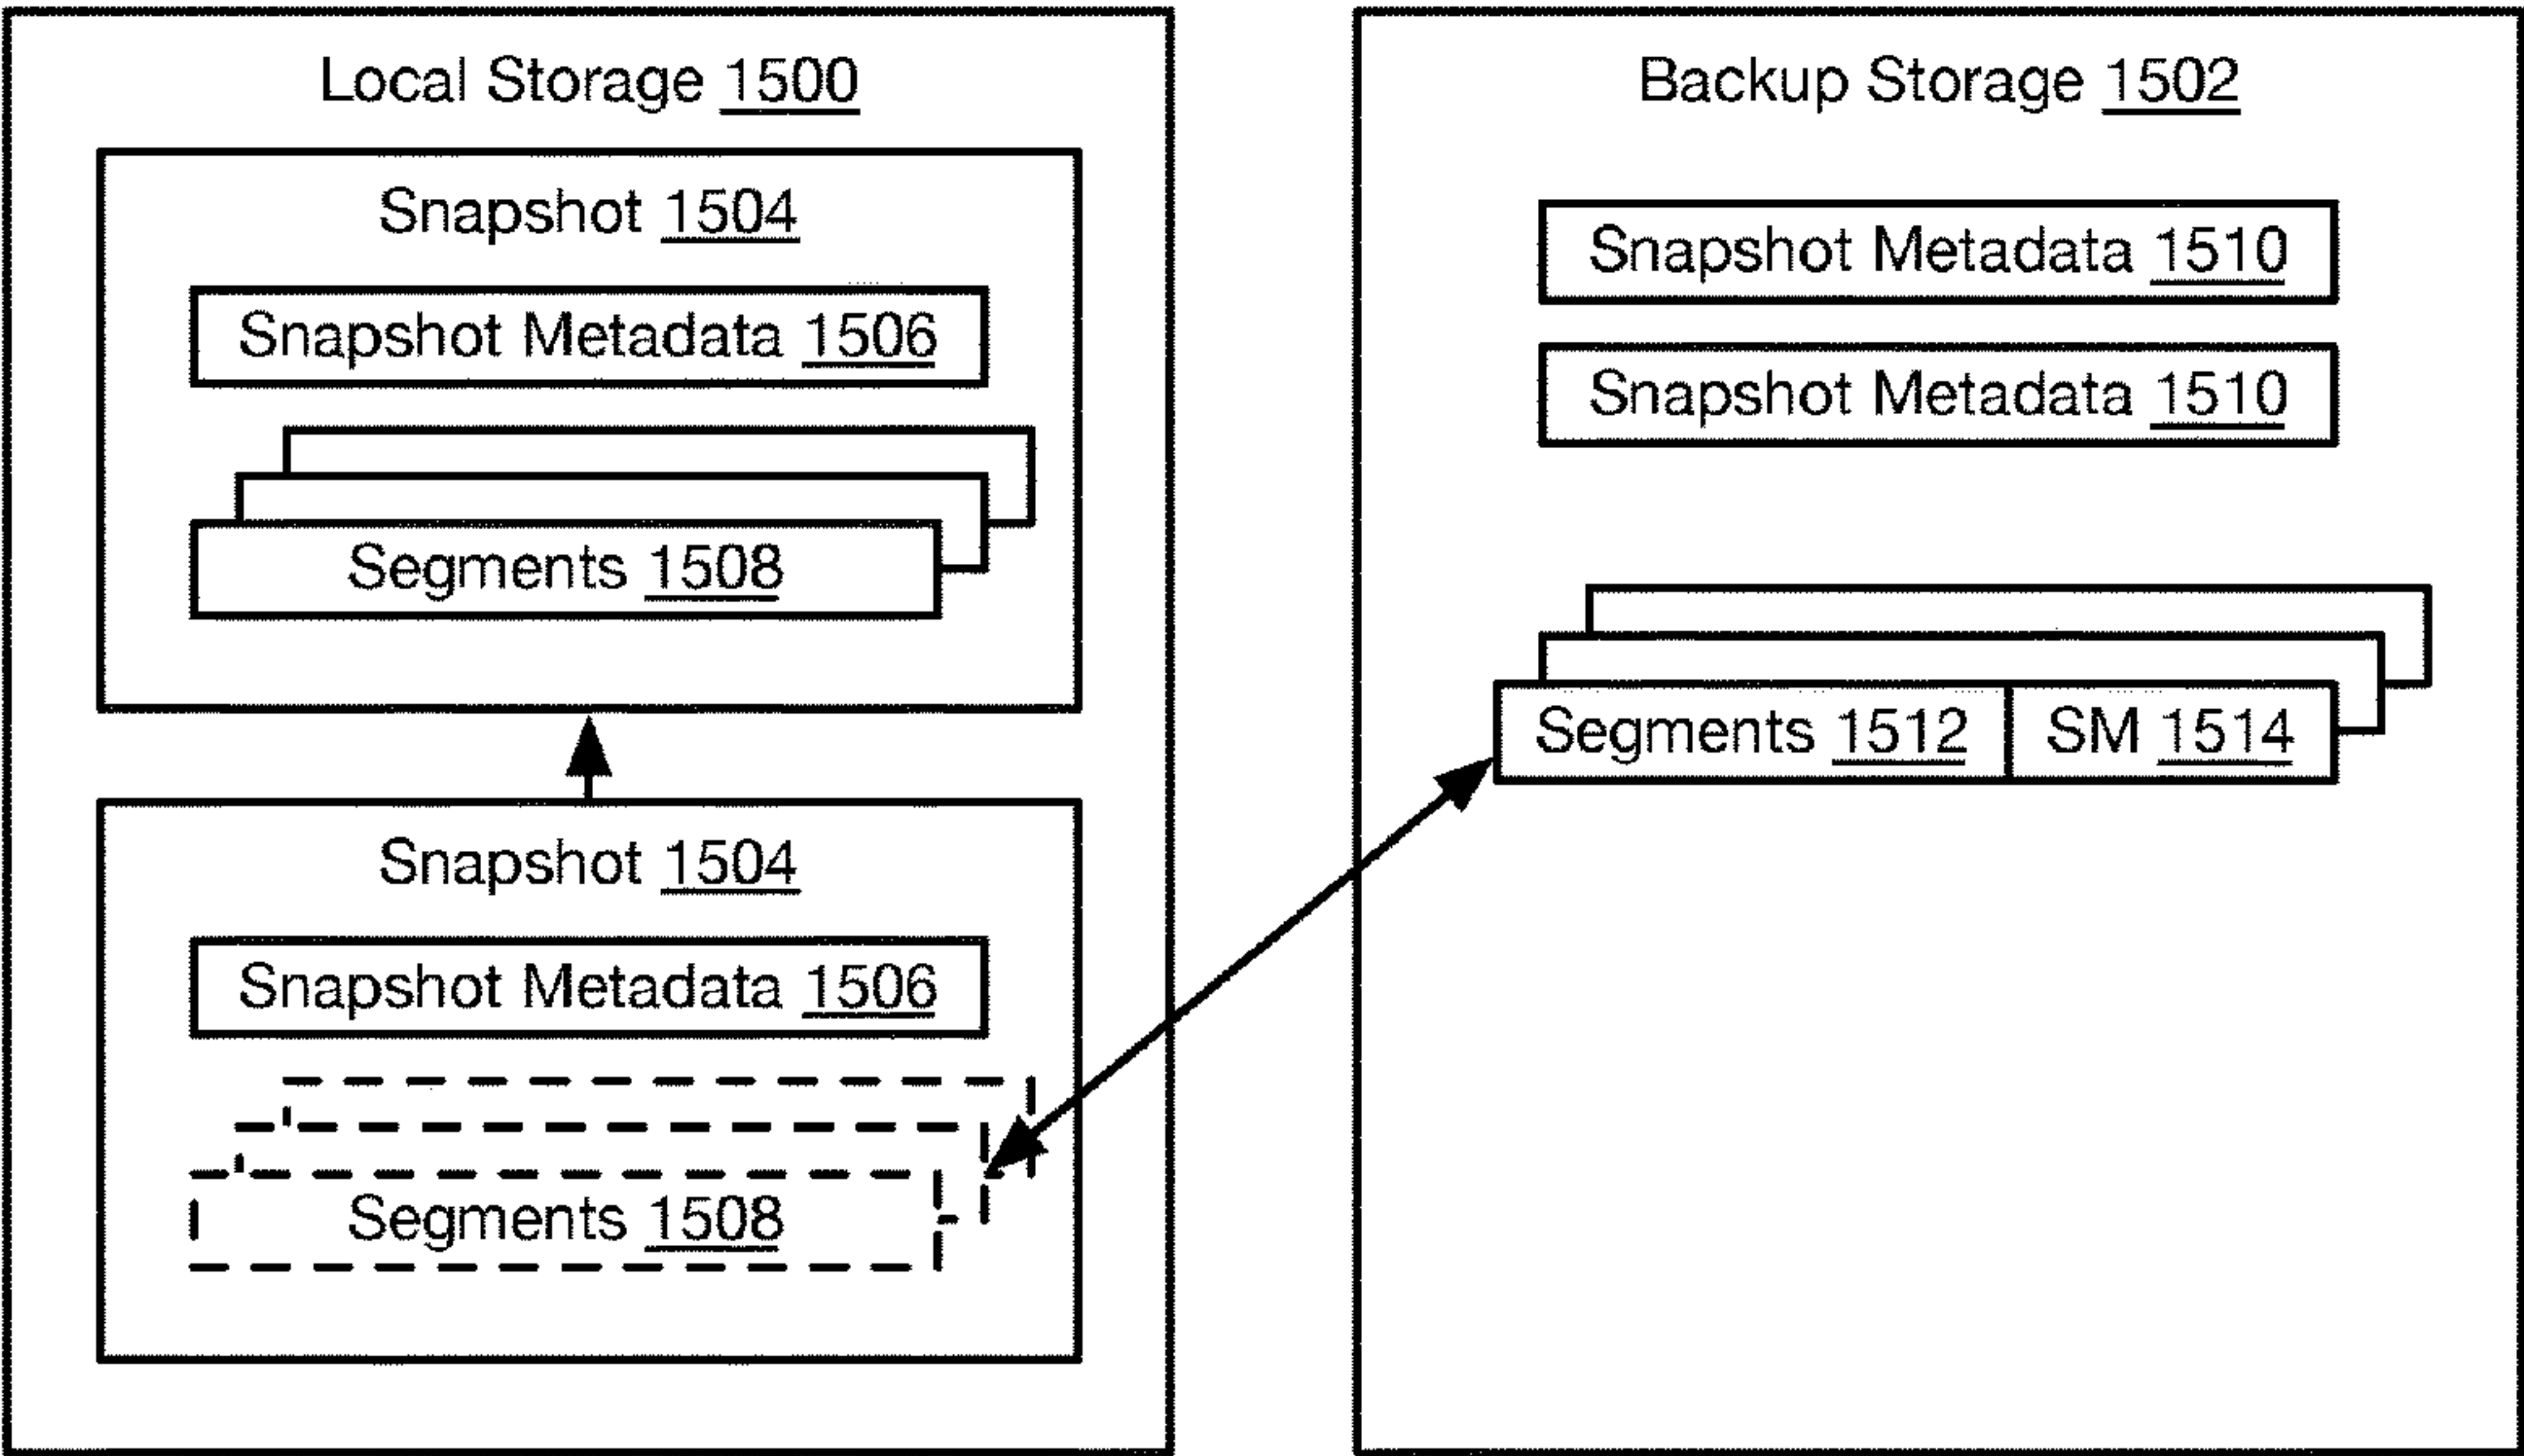 Local Storage 1500
Snapshot 1504
Snapshot Metadata 1506
Segments 1508
Snapshot 1504
Snapshot Metadata 1506
Segments 1508
Backup Storage 1502
Snapshot Metadata 1510
Snapshot Metadata 1510
Segments 1512
SM 1514